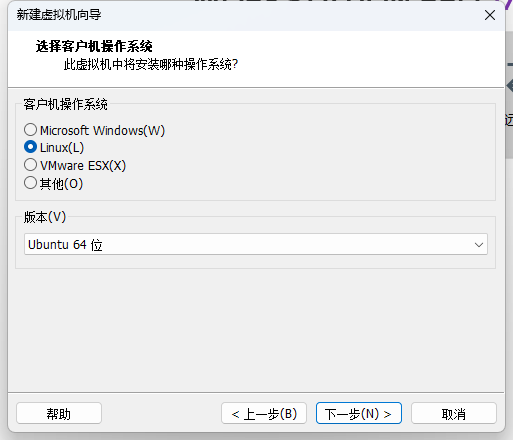 新建虚拟机向导
选择客户机操作系统
此虚拟机中将安装哪种操作系统?
客户机操作系统
Microsoft Windows(W)
Linux(L)
VMware ESX(X)
其他(O)
版本(V)
Ubuntu 64 位
帮助
< 上一步(B)
下一步(N) >
取消